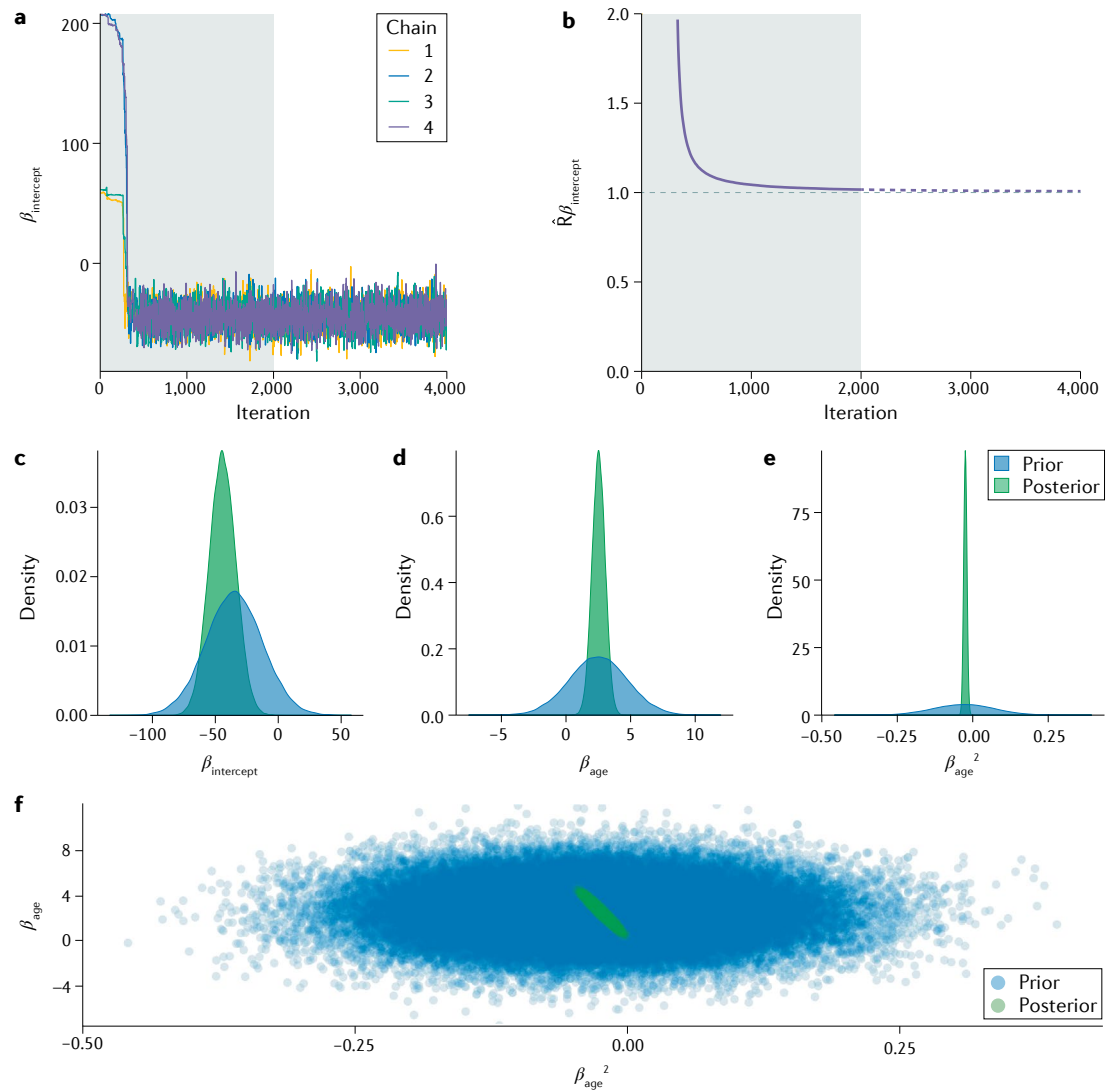 a
200
100
0
β intercept
0
1,000
2,000
3,000
4,000
Iteration
Chain
1
2
3
4
b
2.0
1.5
1.0
0.5
0.0
R̂β intercept
0
1,000
2,000
3,000
4,000
Iteration
c
0.03
0.02
0.01
0.00
Density
−100
−50
0
50
β intercept
d
0.6
0.4
0.2
0.0
Density
−5
0
5
10
β age
e
75
50
25
0
Density
−0.50
−0.25
0.00
0.25
β age²
Prior
Posterior
f
8
4
0
−4
β age
−0.50
−0.25
0.00
0.25
β age²
Prior
Posterior